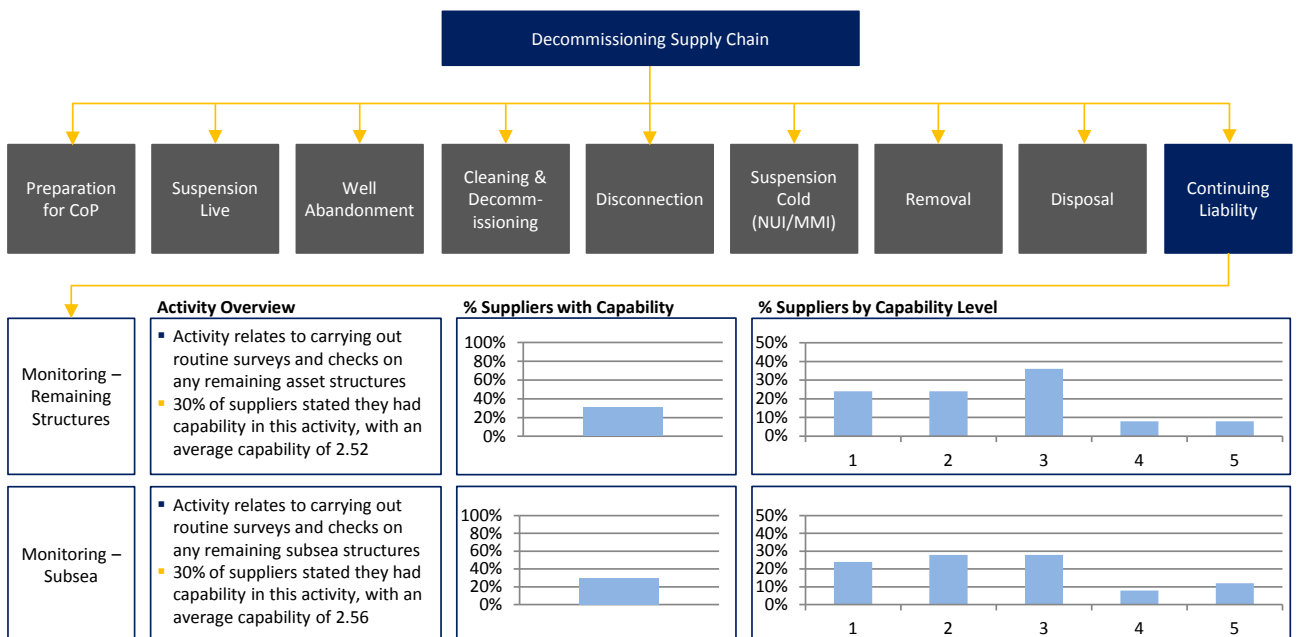 Decommissioning Supply Chain
Preparation
for CoP
Suspension
Live
Well
Abandonment
Cleaning &
Decomm-
issioning
Disconnection
Suspension
Cold
(NUI/MMI)
Removal
Disposal
Continuing
Liability
Activity Overview
% Suppliers with Capability
% Suppliers by Capability Level
Monitoring –
Remaining
Structures
▪ Activity relates to carrying out
routine surveys and checks on
any remaining asset structures
▪ 30% of suppliers stated they had
capability in this activity, with an
average capability of 2.52
100%
80%
60%
40%
20%
0%
50%
40%
30%
20%
10%
0%
1 2 3 4 5
Monitoring –
Subsea
▪ Activity relates to carrying out
routine surveys and checks on
any remaining subsea structures
▪ 30% of suppliers stated they had
capability in this activity, with an
average capability of 2.56
100%
80%
60%
40%
20%
0%
50%
40%
30%
20%
10%
0%
1 2 3 4 5